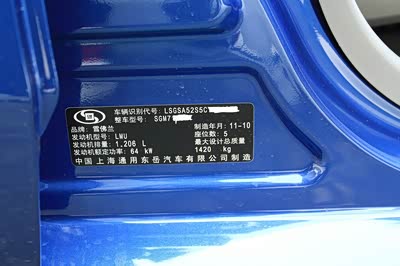 车辆识别代号: LSGSA52S5C
整车型号: SGM7
品牌: 雪佛兰 制造年月: 11-10
发动机型号: LMU 座位数: 5
发动机排量: 1.206 L 最大设计总质量:
发动机功率: 64 kW 1420 kg
中国上海通用东岳汽车有限公司制造